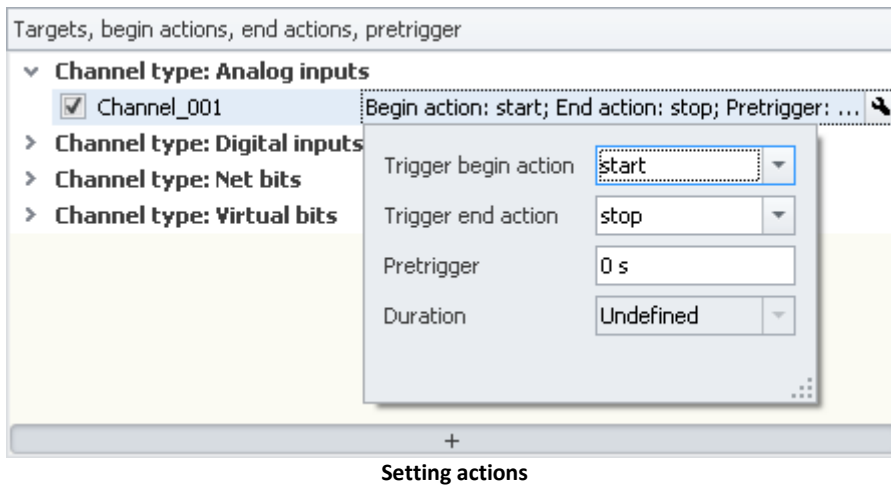 Targets, begin actions, end actions, pretrigger
Channel type: Analog inputs
Channel_001 Begin action: start; End action: stop; Pretrigger: ...
Channel type: Digital inputs
Channel type: Net bits
Channel type: Virtual bits
Trigger begin action start
Trigger end action stop
Pretrigger 0 s
Duration Undefined
+
Setting actions